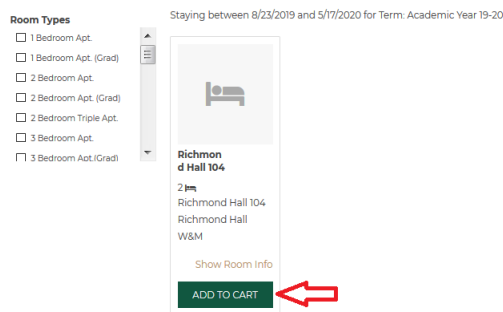 Room Types
1 Bedroom Apt.
1 Bedroom Apt. (Grad)
2 Bedroom Apt.
2 Bedroom Apt. (Grad)
2 Bedroom Triple Apt.
3 Bedroom Apt.
3 Bedroom Apt.(Grad)
Staying between 8/23/2019 and 5/17/2020 for Term: Academic Year 19-20
Richmon
d Hall 104
2
Richmond Hall 104
Richmond Hall
W&M
Show Room Info
ADD TO CART